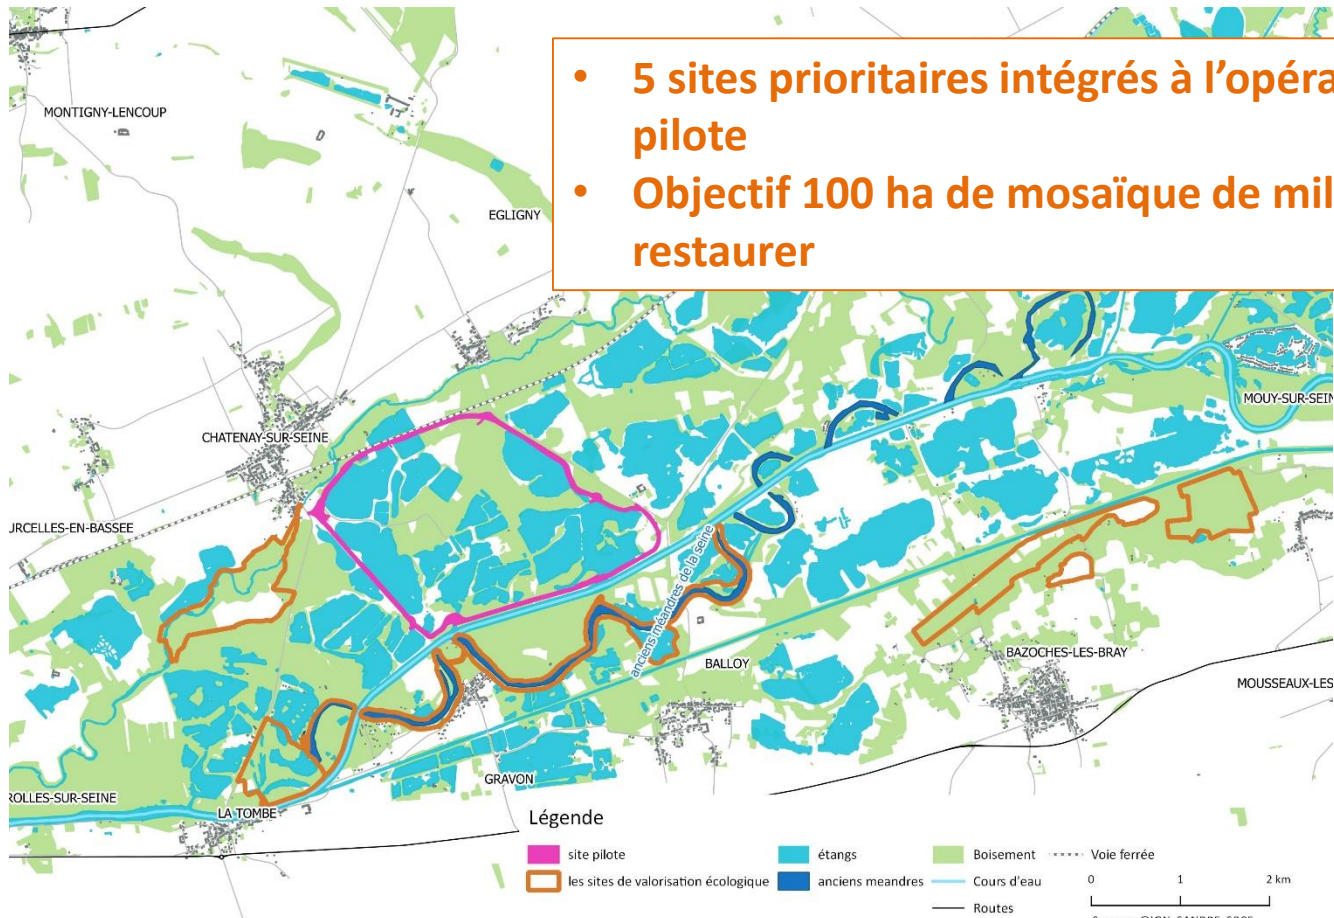 • 5 sites prioritaires intégrés à l'opéra
pilote
• Objectif 100 ha de mosaïque de mil
restaurer
MONTIGNY-LENCOUP
EGLIGNY
CHATENAY-SUR-SEINE
MOUY-SUR-SEIN
URCELLES-EN-BASSEE
anciens méandres de la seine
BALLOY
BAZOCHES-LES-BRAY
MOUSSEAUX-LES
GRAVON
ROLLES-SUR-SEINE
LA TOMBE
Légende
site pilote
étangs
Boisement
Voie ferrée
les sites de valorisation écologique
anciens meandres
Cours d'eau
0 1 2 km
Routes